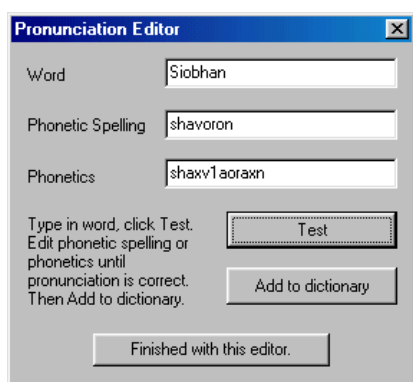 Pronunciation Editor
Word
Siobhan
Phonetic Spelling
shavoron
Phonetics
shaxv1aoraxn
Type in word, click Test.
Edit phonetic spelling or
phonetics until
pronunciation is correct.
Then Add to dictionary.
Test
Add to dictionary
Finished with this editor.